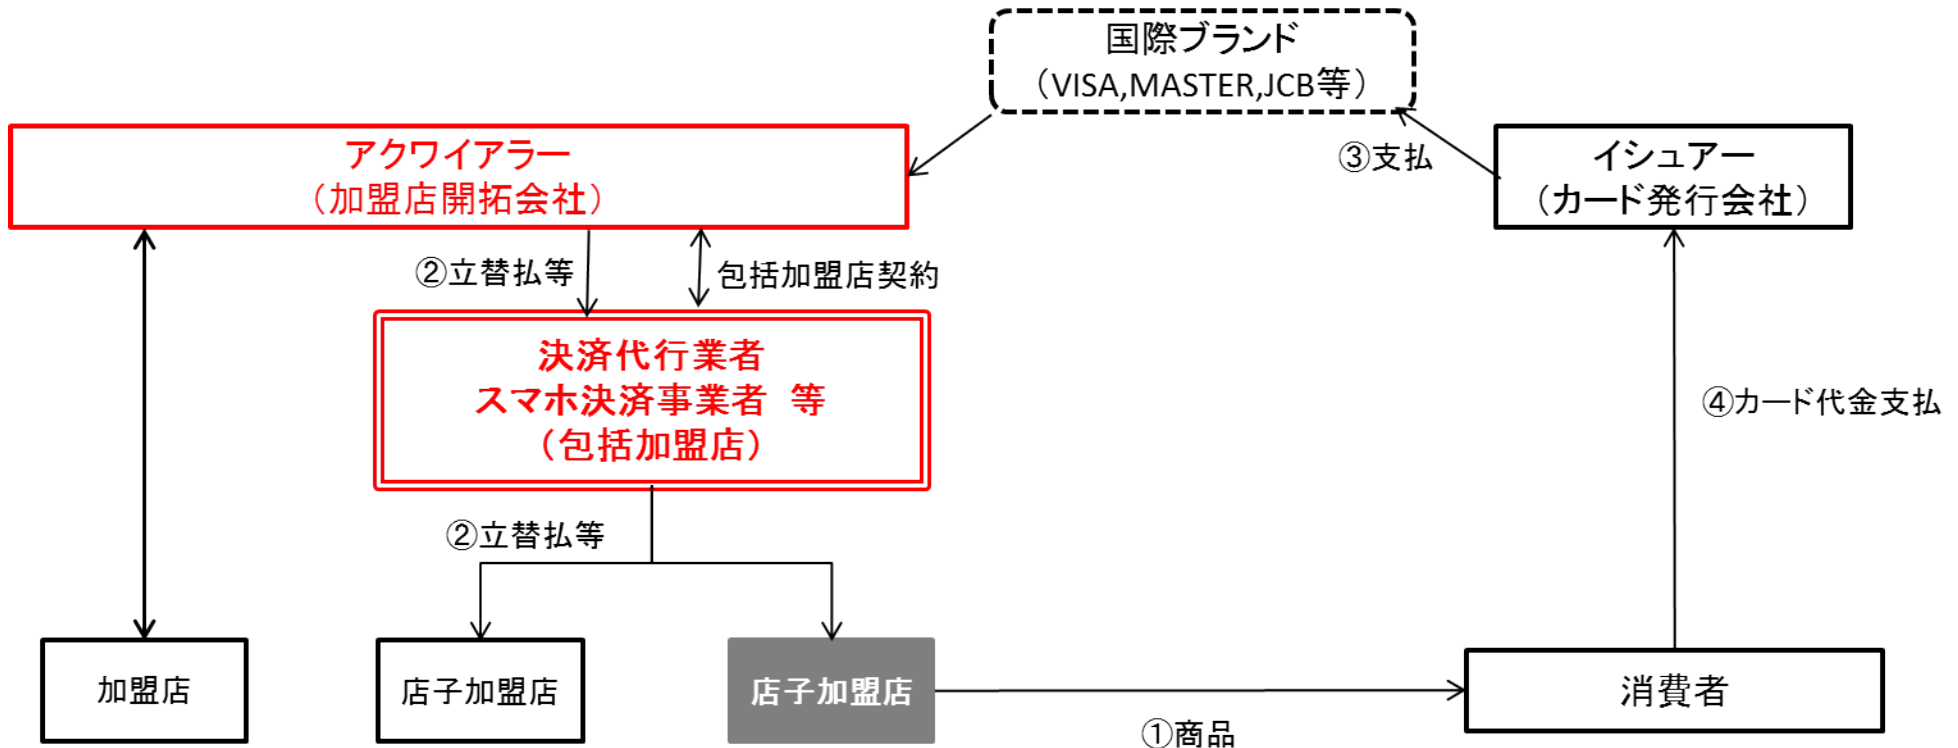 国際ブランド
（VISA,MASTER,JCB等）
アクワイアラー
（加盟店開拓会社）
③支払
イシュアー
（カード発行会社）
②立替払等
包括加盟店契約
決済代行業者
スマホ決済事業者　等
（包括加盟店）
④カード代金支払
②立替払等
加盟店
店子加盟店
店子加盟店
消費者
①商品